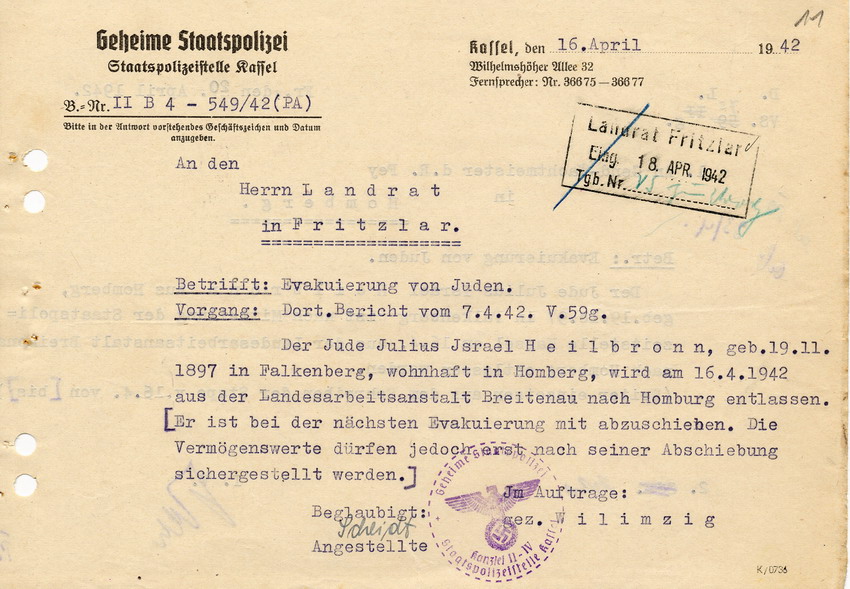 11
Geheime Staatspolizei
Staatspolizeistelle Kassel
B.-Nr. II B 4 - 549/42(PA)
Bitte in der Antwort vorstehendes Geschäftszeichen und Datum
anzugeben.
Kassel, den 16.April 1942
Wilhelmshöher Allee 32
Fernsprecher: Nr. 36675—36677
Landrat Fritzlar
Eing. 18. APR. 1942
Tgb. Nr.
An den
Herrn L a n d r a t
in F r i t z l a r.
====================
Betrifft: Evakuierung von Juden.
Vorgang: Dort.Bericht vom 7.4.42. V.59g.
Der Jude Julius Jsrael H e i l b r o n n, geb.19.11.
1897 in Falkenberg, wohnhaft in Homberg, wird am 16.4.1942
aus der Landesarbeitsanstalt Breitenau nach Homburg entlassen.
[Er ist bei der nächsten Evakuierung mit abzuschieben. Die
Vermögenswerte dürfen jedoch erst nach seiner Abschiebung
sichergestellt werden.]
Jm Auftrage:
Beglaubigt: gez. W i l i m z i g
Scheidt
Angestellte
Geheime Staatspolizei
Kanzlei II-IV
Staatspolizeistelle Kassel
K/0736